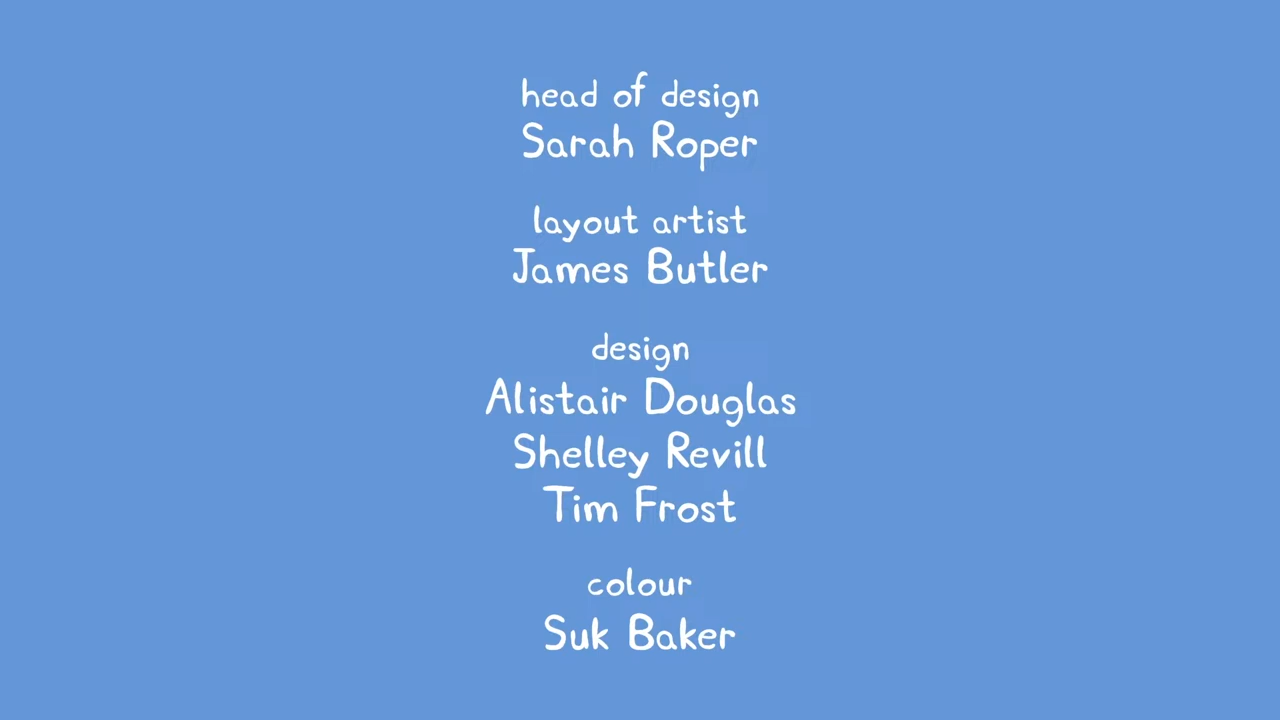 head of design
Sarah Roper
layout artist
James Butler
design
Alistair Douglas
Shelley Revill
Tim Frost
colour
Suk Baker